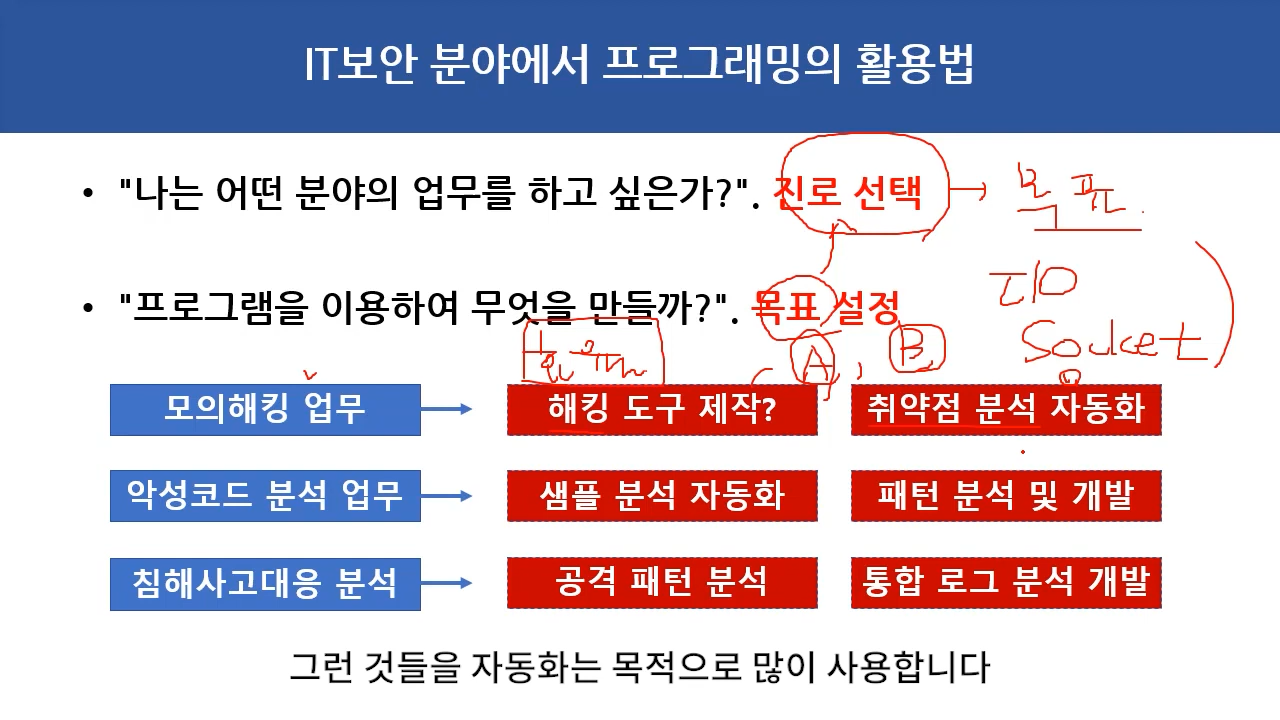 IT보안 분야에서 프로그래밍의 활용법
• "나는 어떤 분야의 업무를 하고 싶은가?". 진로 선택
목표
• "프로그램을 이용하여 무엇을 만들까?". 목표 설정
Socket
A, B
모의해킹 업무 해킹 도구 제작? 취약점 분석 자동화
악성코드 분석 업무 샘플 분석 자동화 패턴 분석 및 개발
침해사고대응 분석 공격 패턴 분석 통합 로그 분석 개발
그런 것들을 자동화는 목적으로 많이 사용합니다